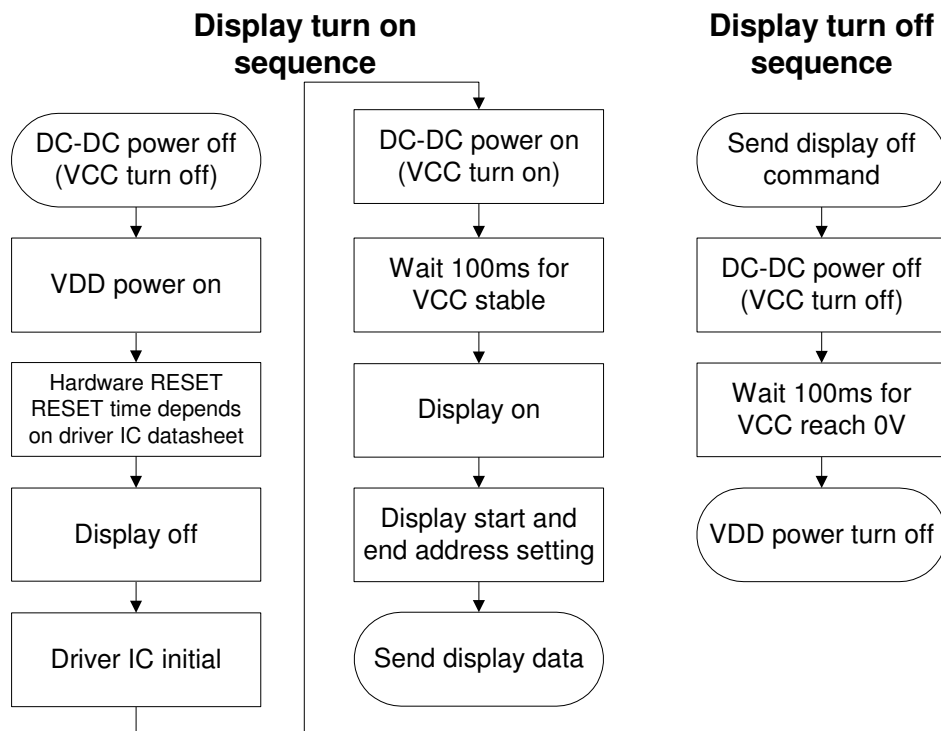 Display turn on
sequence
DC-DC power off
(VCC turn off)
VDD power on
Hardware RESET
RESET time depends
on driver IC datasheet
Display off
Driver IC initial
DC-DC power on
(VCC turn on)
Wait 100ms for
VCC stable
Display on
Display start and
end address setting
Send display data
Display turn off
sequence
Send display off
command
DC-DC power off
(VCC turn off)
Wait 100ms for
VCC reach 0V
VDD power turn off